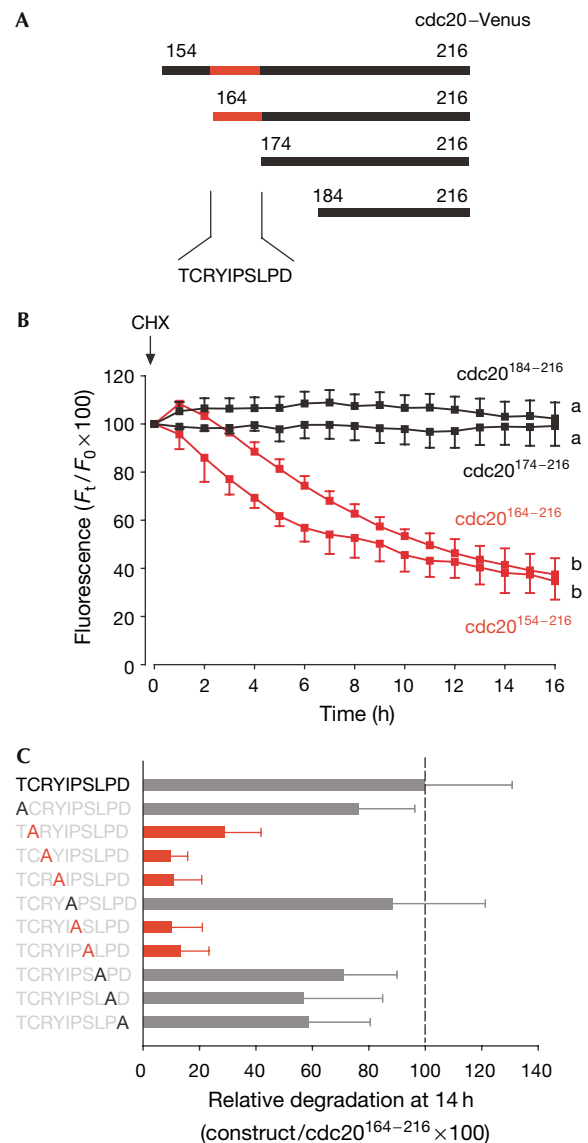 A
cdc20–Venus
154 216
164 216
174 216
184 216
TCRYIPSLPD
B
CHX
120
100
80
60
40
20
0
Fluorescence (Ft / F0 × 100)
cdc20184–216
a
a
cdc20174–216
cdc20164–216
b
b
cdc20154–216
0 2 4 6 8 10 12 14 16
Time (h)
C
TCRYIPSLPD
ACRYIPSLPD
TARYIPSLPD
TCAYIPSLPD
TCRAIPSLPD
TCRYAPSLPD
TCRYIASLPD
TCRYIPALPD
TCRYIPSAPD
TCRYIPSLAD
TCRYIPSLPA
0 20 40 60 80 100 120 140
Relative degradation at 14 h
(construct/cdc20164–216 × 100)